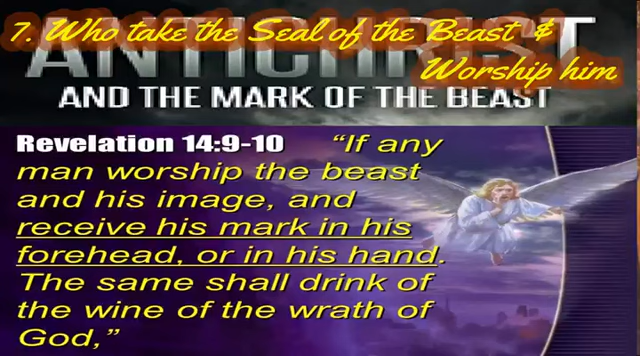 7. Who take the Seal of the Beast &
Worship him
ANTICHRIST
AND THE MARK OF THE BEAST
Revelation 14:9-10 “If any
man worship the beast
and his image, and
receive his mark in his
forehead, or in his hand.
The same shall drink of
the wine of the wrath of
God,”